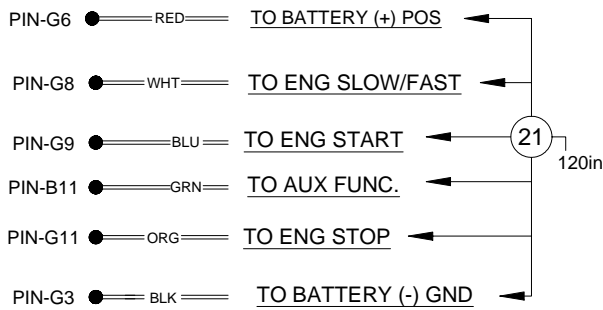 PIN-G6 RED TO BATTERY (+) POS
PIN-G8 WHT TO ENG SLOW/FAST
PIN-G9 BLU TO ENG START
21
120in
PIN-B11 GRN TO AUX FUNC.
PIN-G11 ORG TO ENG STOP
PIN-G3 BLK TO BATTERY (-) GND